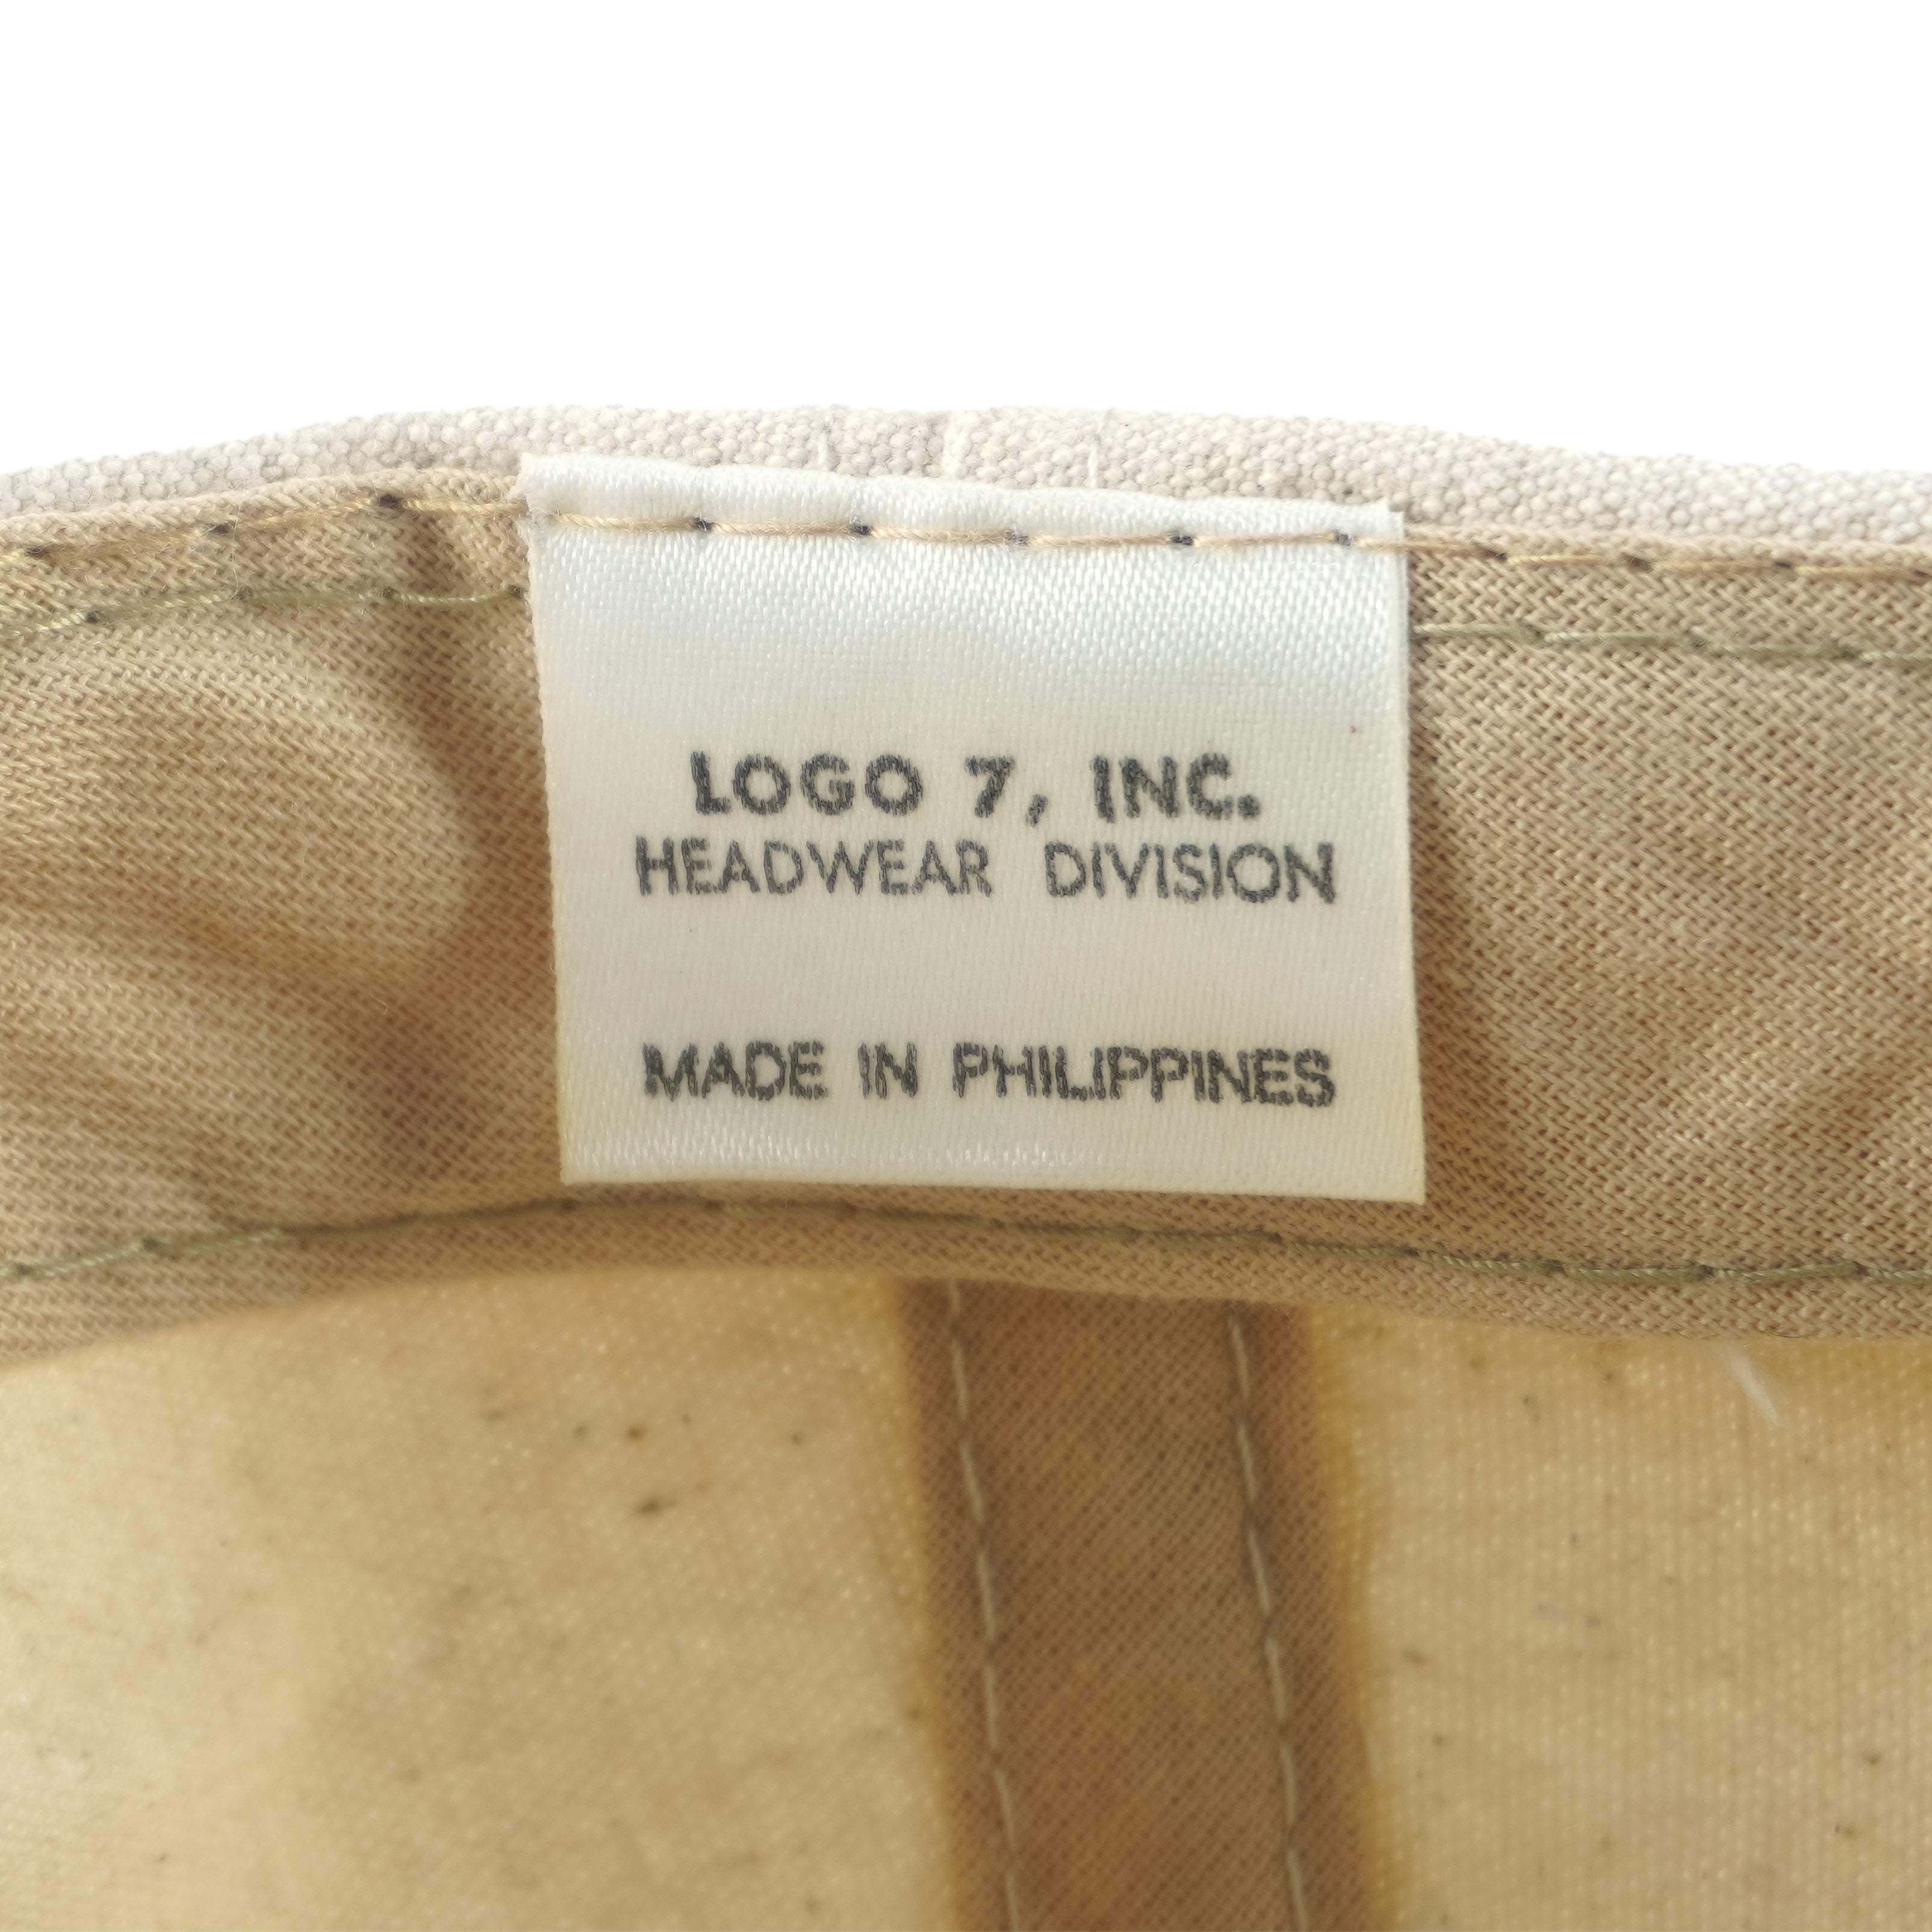 LOGO 7, INC.
HEADWEAR DIVISION
MADE IN PHILIPPINES